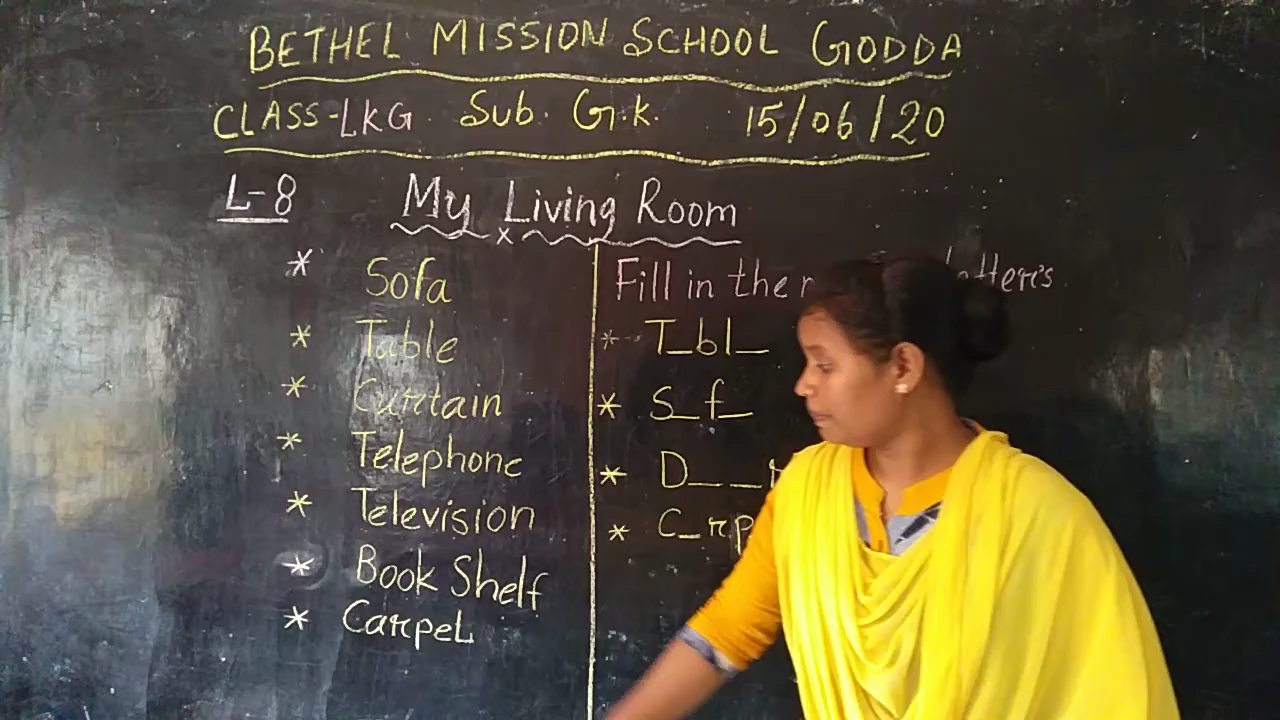 BETHEL MISSION SCHOOL GODDA
CLASS-LKG. Sub. G.k. 15/06/20
L-8 My Living Room
* Sofa
* Table
* Curtain
* Telephone
* Television
* Book Shelf
* Carpet
Fill in the
* T_bl_
* S_f_
* D_ _
* C_rp